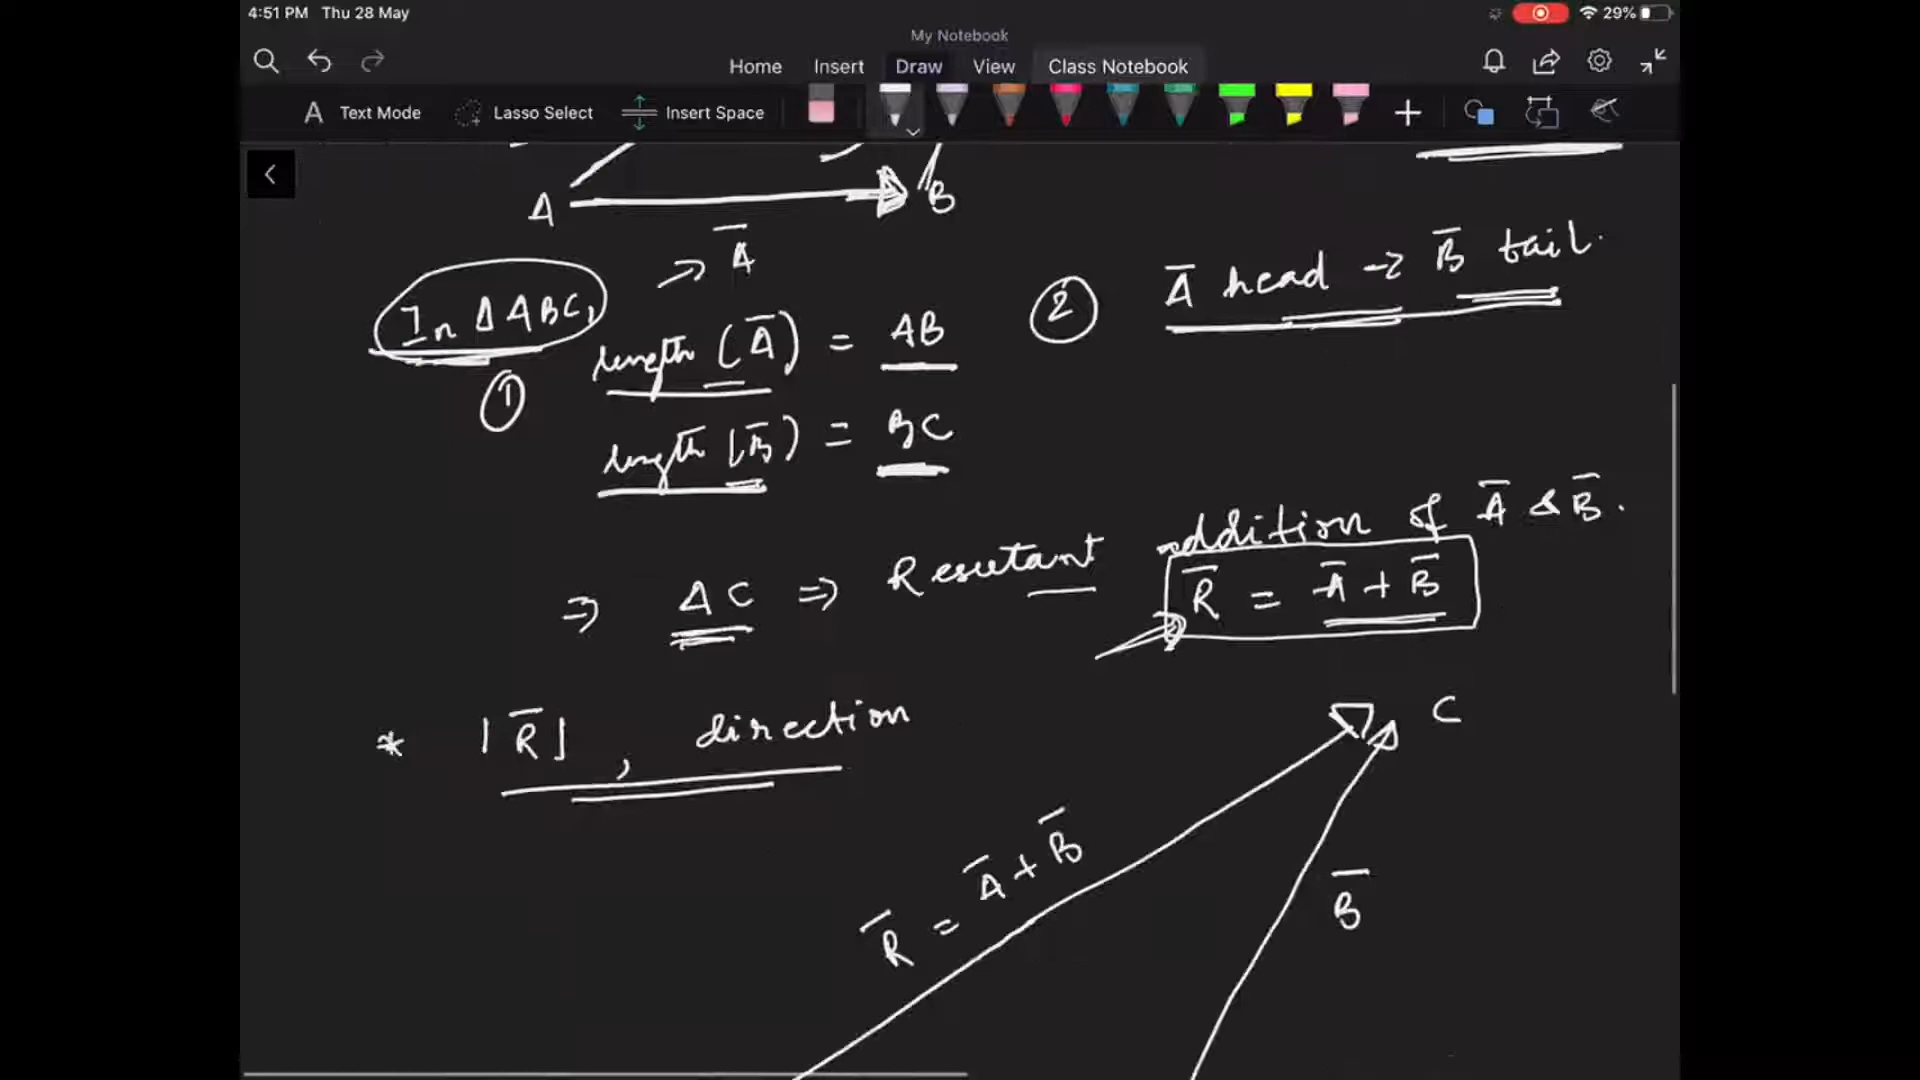 4:51 PM Thu 28 May
29%
My Notebook
Home Insert Draw View Class Notebook
A Text Mode Lasso Select Insert Space
A B
A̅
In Δ ABC,
① length (A̅) = AB
length (B̅) = BC
② A̅ head → B̅ tail.
⇒ AC ⇒ Resultant addition of A̅ & B̅.
R̅ = A̅ + B̅
* |R̅|, direction
C
R̅ = A̅ + B̅
B̅